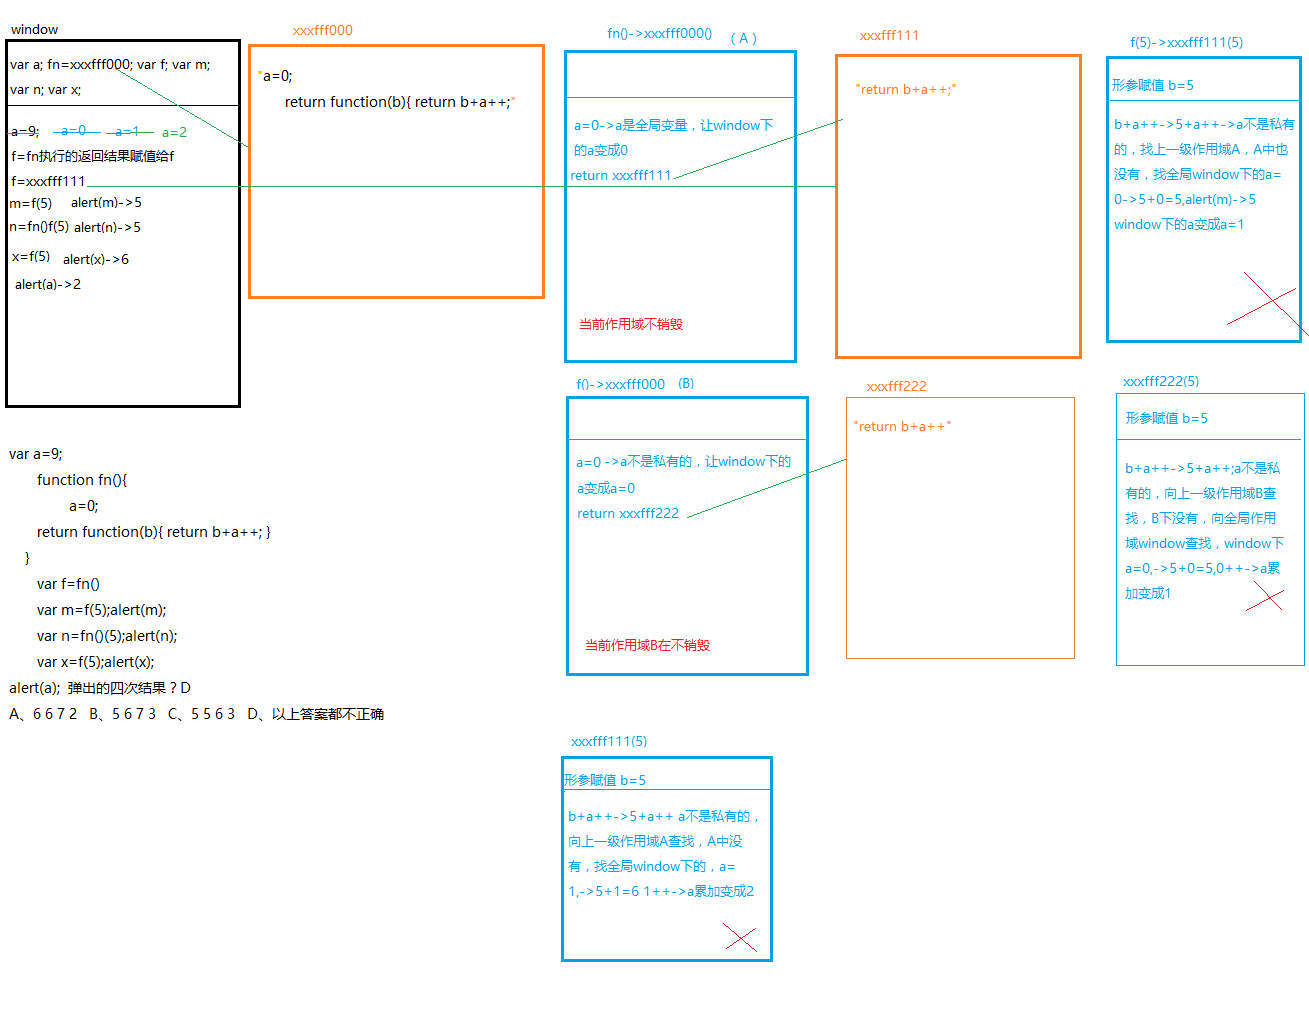 window
var a; fn=xxxfff000; var f; var m;
var n; var x;
a=9; a=0 a=1 a=2
f=fn执行的返回结果赋值给f
f=xxxfff111
m=f(5) alert(m)->5
n=fn()f(5) alert(n)->5
x=f(5) alert(x)->6
alert(a)->2
xxxfff000
"a=0;
return function(b){ return b+a++;"
fn()->xxxfff000() （A ）
a=0->a是全局变量，让window下
的a变成0
return xxxfff111
当前作用域不销毁
xxxfff111
"return b+a++;"
f(5)->xxxfff111(5)
形参赋值 b=5
b+a++->5+a++->a不是私有
的，找上一级作用域A，A中也
没有，找全局window下的a=
0->5+0=5,alert(m)->5
window下的a变成a=1
f()->xxxfff000 (B)
a=0 ->a不是私有的，让window下的
a变成a=0
return xxxfff222
当前作用域B在不销毁
xxxfff222
"return b+a++"
xxxfff222(5)
形参赋值 b=5
b+a++->5+a++;a不是私
有的，向上一级作用域B查
找，B下没有，向全局作用
域window查找，window下
a=0,->5+0=5,0++->a累
加变成1
var a=9;
function fn(){
a=0;
return function(b){ return b+a++; }
}
var f=fn()
var m=f(5);alert(m);
var n=fn()(5);alert(n);
var x=f(5);alert(x);
alert(a); 弹出的四次结果？D
A、6 6 7 2 B、5 6 7 3 C、5 5 6 3 D、以上答案都不正确
xxxfff111(5)
形参赋值 b=5
b+a++->5+a++ a不是私有的，
向上一级作用域A查找，A中没
有，找全局window下的，a=
1,->5+1=6 1++->a累加变成2